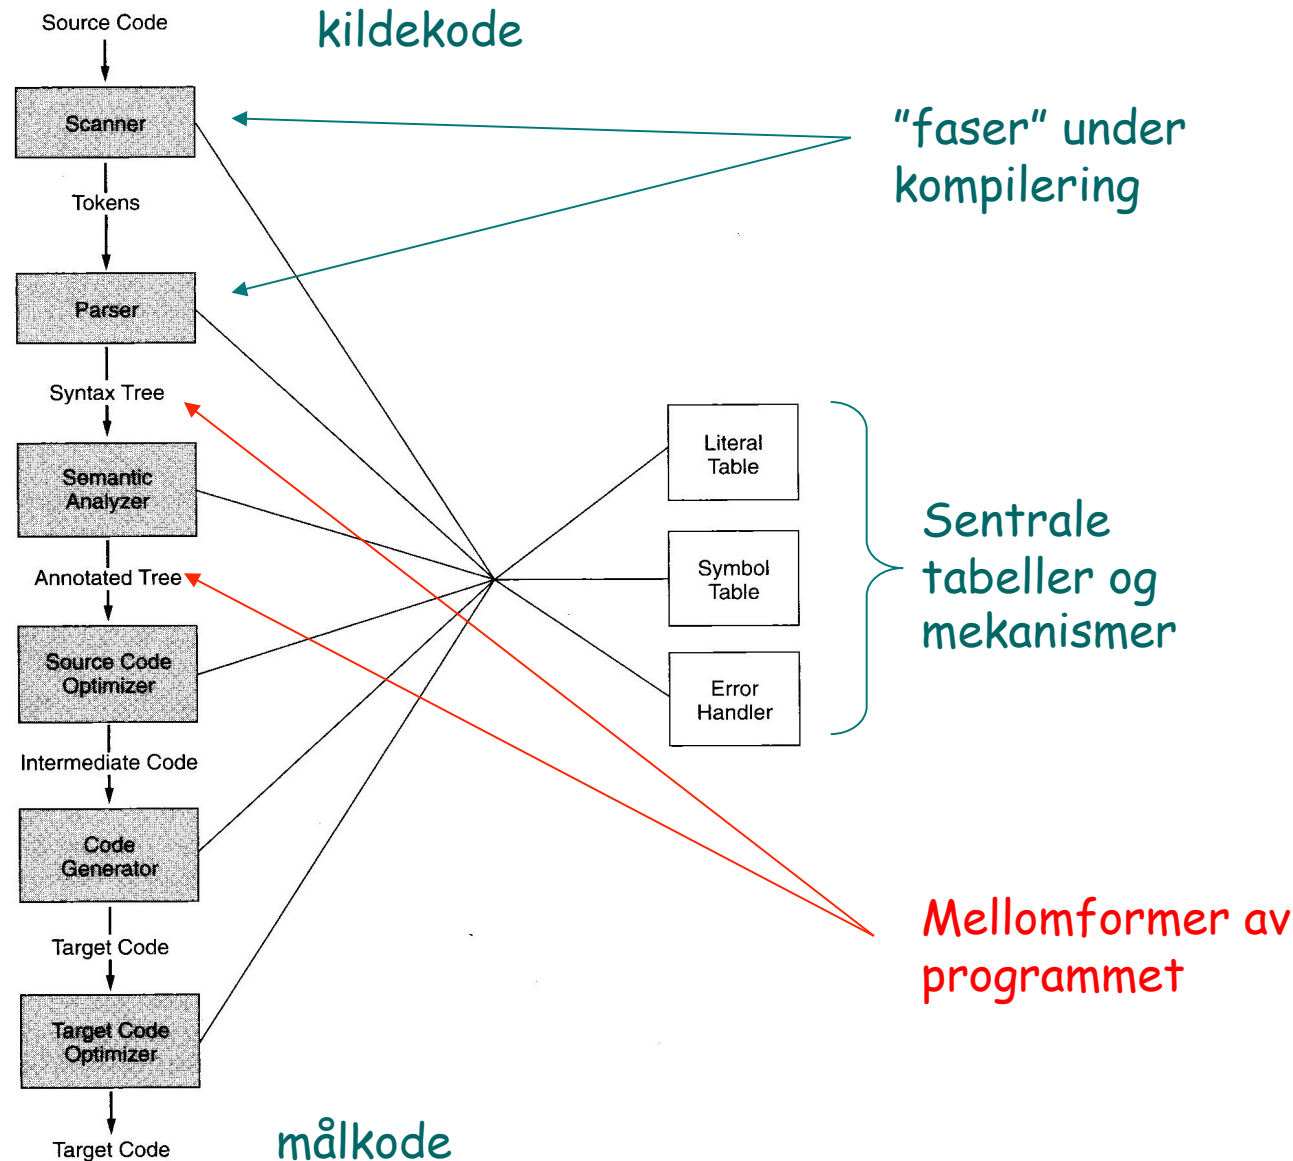 Source Code
kildekode
Scanner
"faser" under
kompilering
Tokens
Parser
Syntax Tree
Semantic
Analyzer
Annotated Tree
Source Code
Optimizer
Intermediate Code
Code
Generator
Target Code
Target Code
Optimizer
Target Code
målkode
Literal
Table
Symbol
Table
Error
Handler
Sentrale
tabeller og
mekanismer
Mellomformer av
programmet